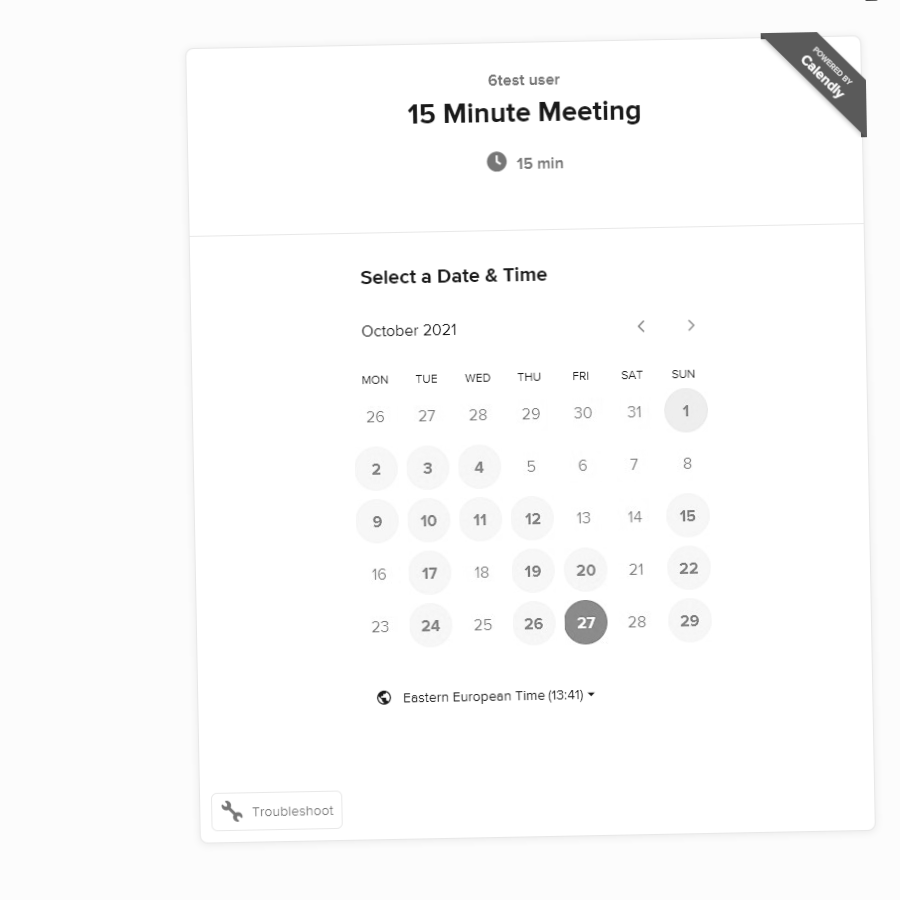 6test user
15 Minute Meeting
15 min
POWERED BY
Calendly
Select a Date & Time
October 2021
MON TUE WED THU FRI SAT SUN
26 27 28 29 30 31 1
2 3 4 5 6 7 8
9 10 11 12 13 14 15
16 17 18 19 20 21 22
23 24 25 26 27 28 29
Eastern European Time (13:41)
Troubleshoot